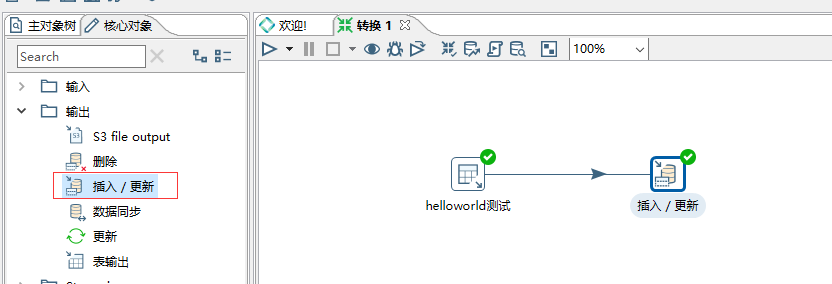 主对象树
核心对象
欢迎!
转换 1
Search
100%
输入
输出
S3 file output
删除
插入 / 更新
数据同步
更新
表输出
helloworld测试
插入 / 更新